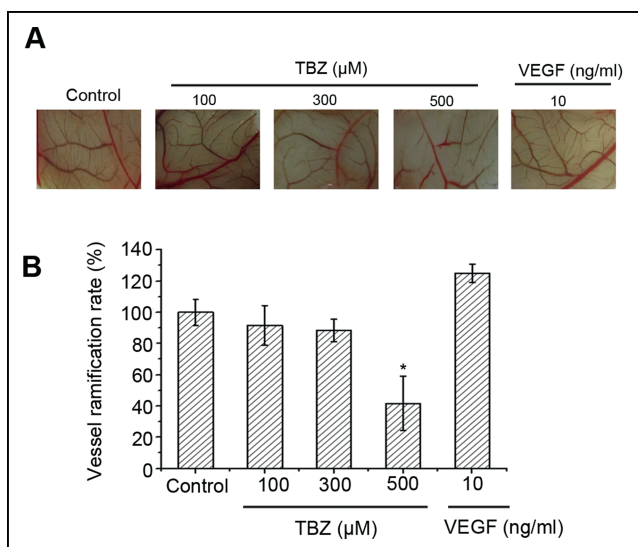 A
TBZ (µM)
VEGF (ng/ml)
Control
100
300
500
10
B
Vessel ramification rate (%)
140
120
100
80
60
40
20
0
*
Control
100
300
500
10
TBZ (µM)
VEGF (ng/ml)